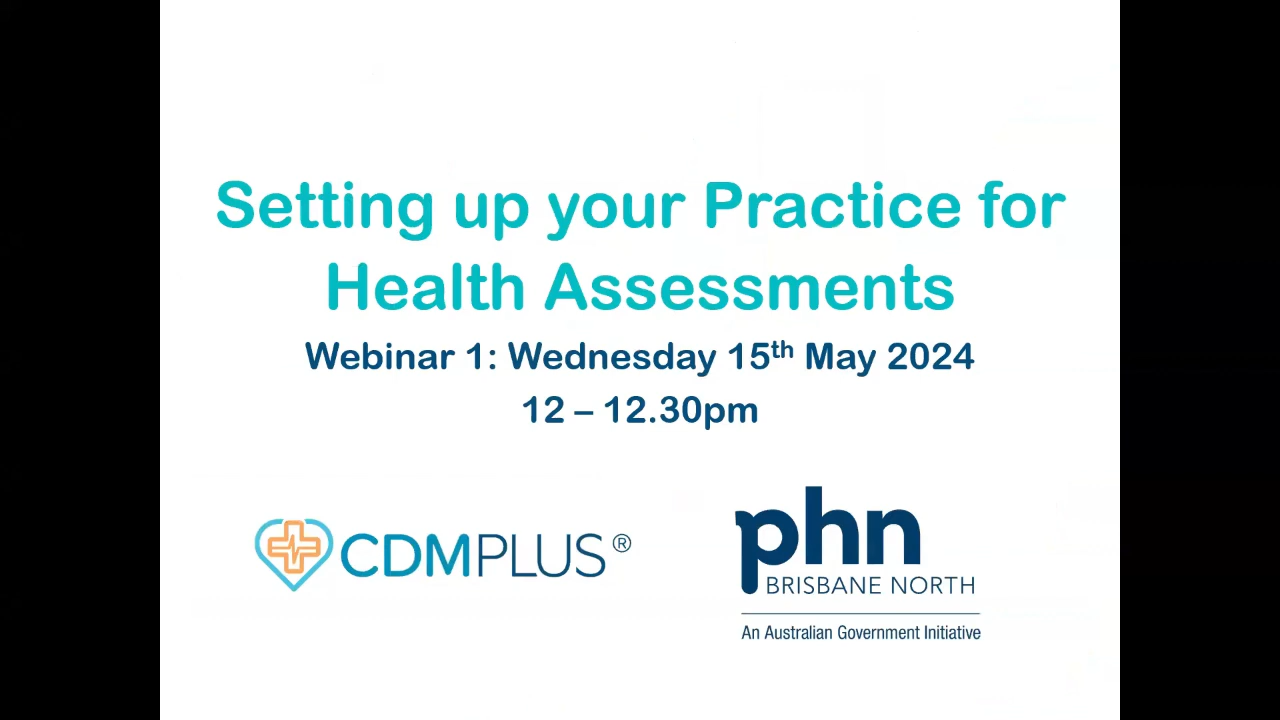 Setting up your Practice for
Health Assessments
Webinar 1: Wednesday 15th May 2024
12 – 12.30pm
CDMPLUS®
phn
BRISBANE NORTH
An Australian Government Initiative